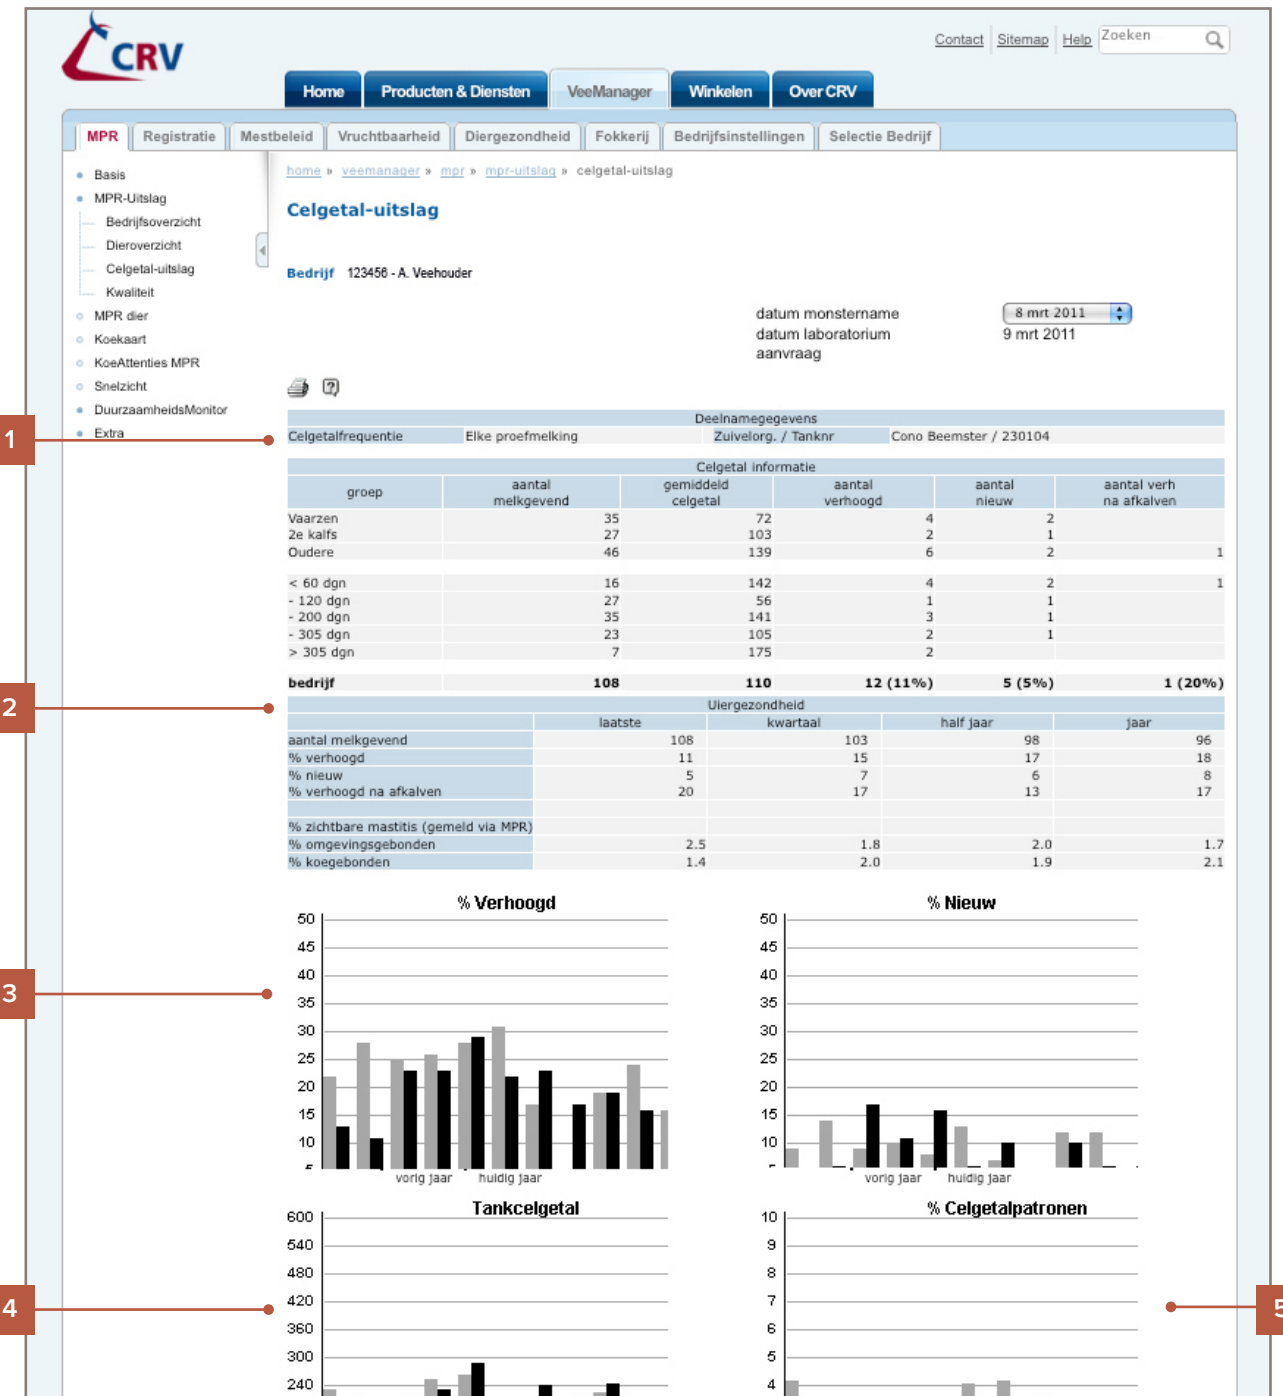 CRV
Contact Sitemap Help Zoeken
Home Producten & Diensten VeeManager Winkelen Over CRV
MPR Registratie Mestbeleid Vruchtbaarheid Diergezondheid Fokkerij Bedrijfsinstellingen Selectie Bedrijf
Basis
MPR-Uitslag
Bedrijfsoverzicht
Dieroverzicht
Celgetal-uitslag
Kwaliteit
MPR dier
Koekaart
KoeAttenties MPR
Snelzicht
DuurzaamheidsMonitor
Extra
home » veemanager » mpr » mpr-uitslag » celgetal-uitslag
Celgetal-uitslag
Bedrijf 123456 - A. Veehouder
datum monstername 8 mrt 2011
datum laboratorium 9 mrt 2011
aanvraag
1
Deelnamegegevens
Celgetalfrequentie Elke proefmelking Zuivelorg. / Tanknr Cono Beemster / 230104
Celgetal informatie
groep aantal melkgevend gemiddeld celgetal aantal verhoogd aantal nieuw aantal verh na afkalven
Vaarzen 35 72 4 2
2e kalfs 27 103 2 1
Oudere 46 139 6 2 1
< 60 dgn 16 142 4 2 1
- 120 dgn 27 56 1 1
- 200 dgn 35 141 3 1
- 305 dgn 23 105 2 1
> 305 dgn 7 175 2
bedrijf 108 110 12 (11%) 5 (5%) 1 (20%)
2
Uiergezondheid
laatste kwartaal half jaar jaar
aantal melkgevend 108 103 98 96
% verhoogd 11 15 17 18
% nieuw 5 7 6 8
% verhoogd na afkalven 20 17 13 17
% zichtbare mastitis (gemeld via MPR)
% omgevingsgebonden 2.5 1.8 2.0 1.7
% koegebonden 1.4 2.0 1.9 2.1
3
% Verhoogd
50
45
40
35
30
25
20
15
10
vorig jaar huidig jaar
% Nieuw
50
45
40
35
30
25
20
15
10
vorig jaar huidig jaar
4
Tankcelgetal
600
540
480
420
360
300
240
% Celgetalpatronen
10
9
8
7
6
5
4
5